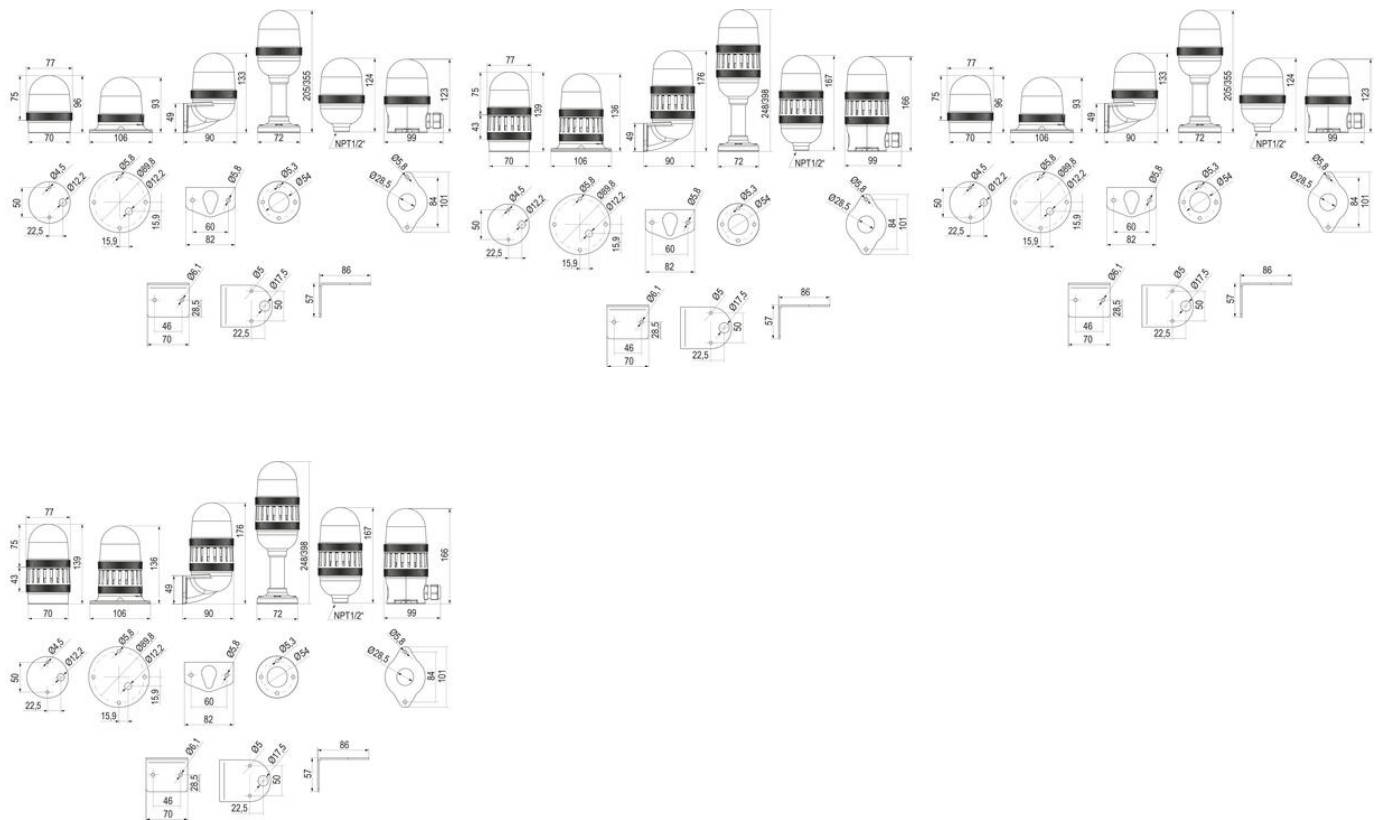 77
75
96
70
93
106
133
49
90
205/355
72
124
NPT1/2"
123
99
Ø4,5
Ø12,2
50
22,5
Ø5,8
Ø89,8
Ø12,2
15,9
15,9
Ø5,8
60
82
Ø5,3
Ø54
Ø5,8
Ø28,5
84
101
Ø6,1
28,5
46
70
Ø5
Ø17,5
50
22,5
86
57
77
75
43
139
70
136
106
176
49
90
248/398
72
167
NPT1/2"
166
99
Ø4,5
Ø12,2
50
22,5
Ø5,8
Ø89,8
Ø12,2
15,9
15,9
Ø5,8
60
82
Ø5,3
Ø54
Ø5,8
Ø28,5
84
101
Ø6,1
28,5
46
70
Ø5
Ø17,5
50
22,5
86
57
77
75
96
70
93
106
133
49
90
205/355
72
124
NPT1/2"
123
99
Ø4,5
Ø12,2
50
22,5
Ø5,8
Ø89,8
Ø12,2
15,9
15,9
Ø5,8
60
82
Ø5,3
Ø54
Ø5,8
Ø28,5
84
101
Ø6,1
28,5
46
70
Ø5
Ø17,5
50
22,5
86
57
77
75
43
139
70
136
106
176
49
90
248/398
72
167
NPT1/2"
166
99
Ø4,5
Ø12,2
50
22,5
Ø5,8
Ø89,8
Ø12,2
15,9
15,9
Ø5,8
60
82
Ø5,3
Ø54
Ø5,8
Ø28,5
84
101
Ø6,1
28,5
46
70
Ø5
Ø17,5
50
22,5
86
57